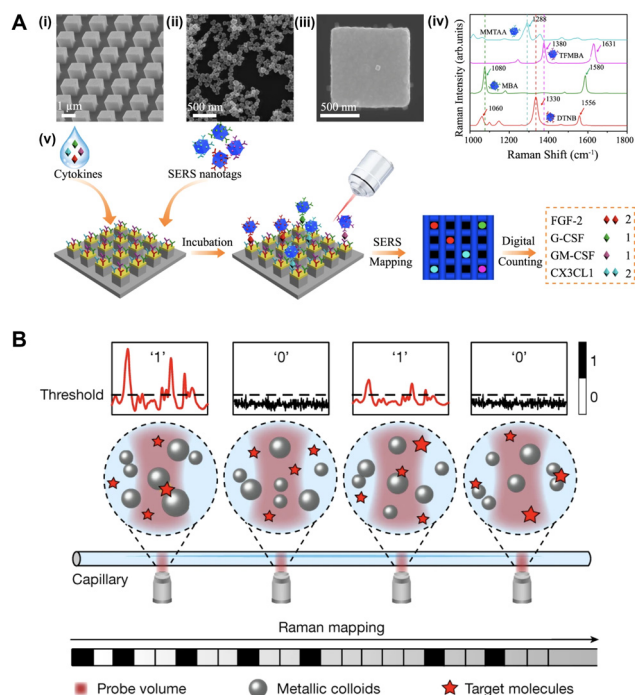 A
(i)
(ii)
(iii)
(iv)
1 μm
500 nm
500 nm
Raman Intensity (arb.units)
MMTAA
1288
1380
1631
TFMBA
1080
1580
MBA
1060
1330
1556
DTNB
1000 1200 1400 1600 1800
Raman Shift (cm⁻¹)
(v)
Cytokines
SERS nanotags
Incubation
SERS
Mapping
Digital
Counting
FGF-2 2
G-CSF 1
GM-CSF 1
CX3CL1 2
B
'1' '0' '1' '0'
1
0
Threshold
Capillary
Raman mapping
Probe volume Metallic colloids Target molecules